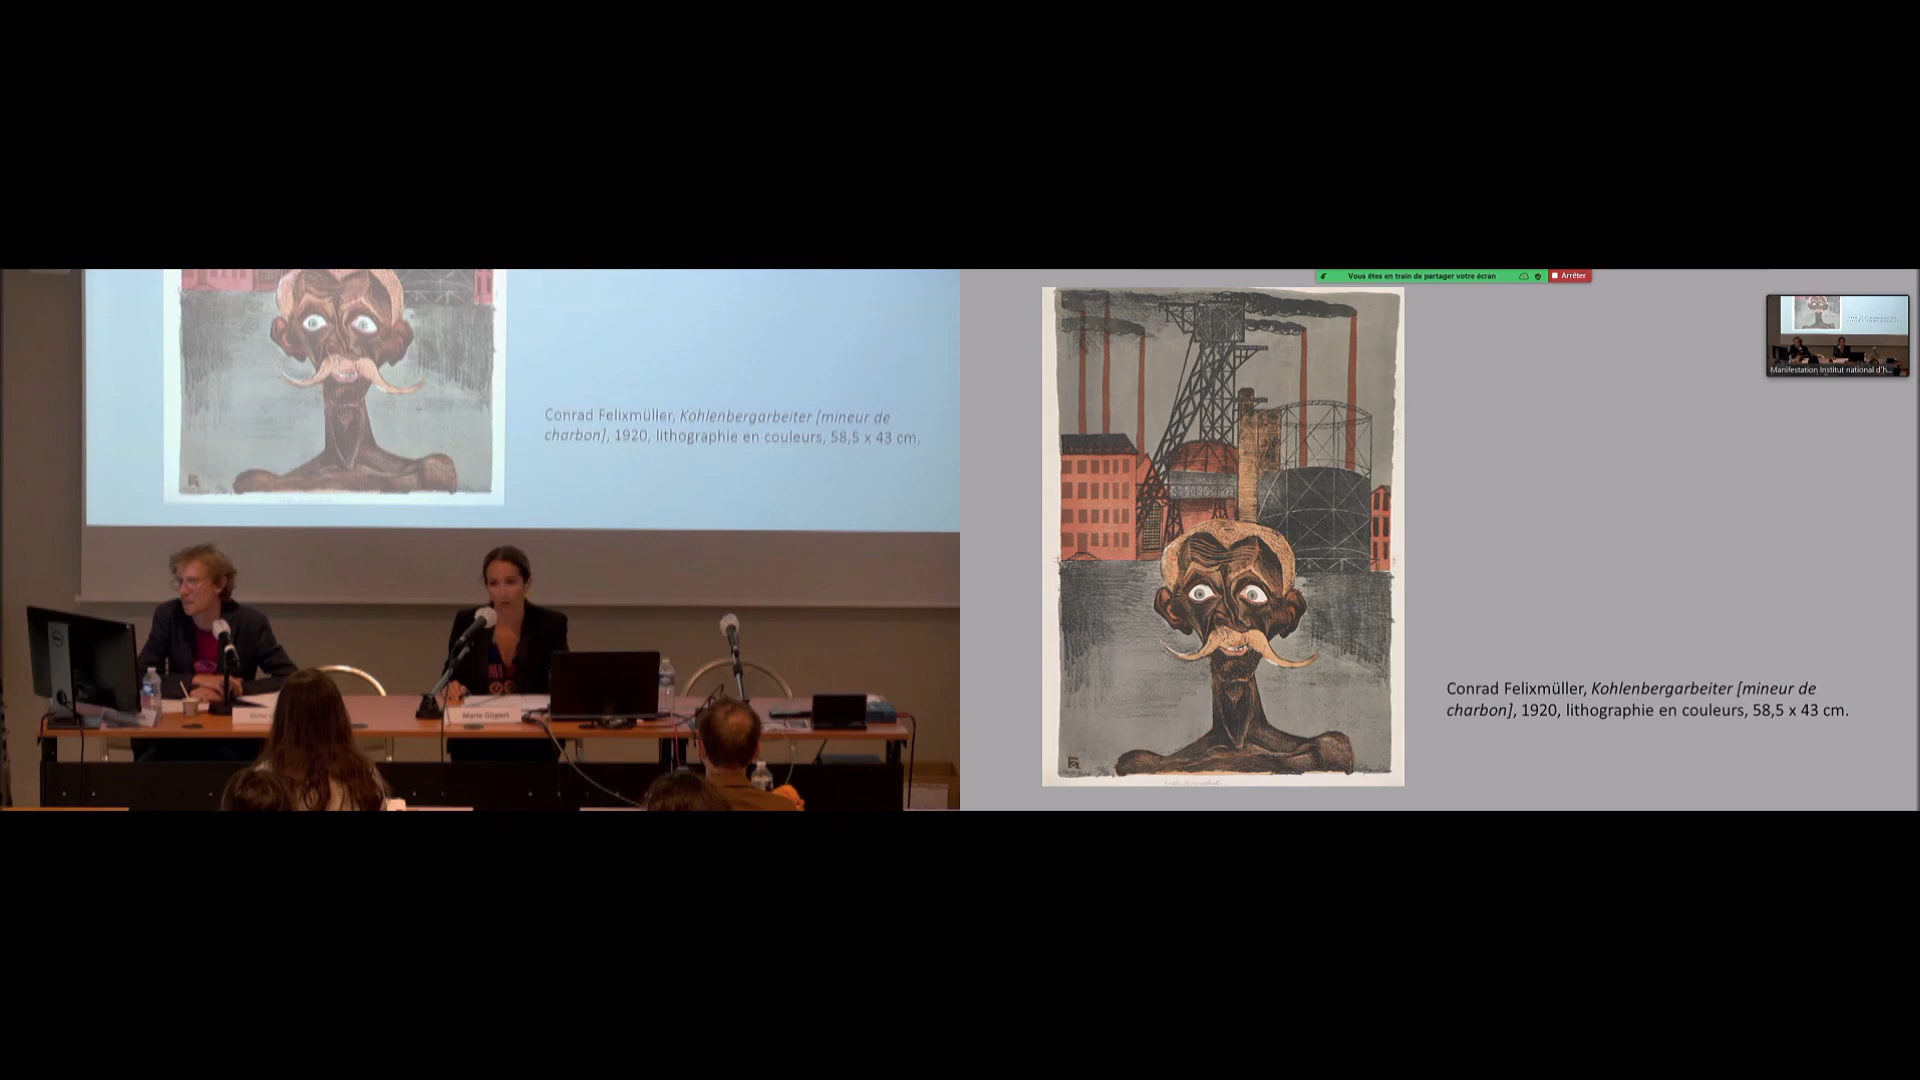 Conrad Felixmüller, Kohlenbergarbeiter [mineur de
charbon], 1920, lithographie en couleurs, 58,5 x 43 cm.
Marie Gispert
Vous êtes en train de partager votre écran
Arrêter
Manifestation Institut national d'h...
Conrad Felixmüller, Kohlenbergarbeiter [mineur de
charbon], 1920, lithographie en couleurs, 58,5 x 43 cm.